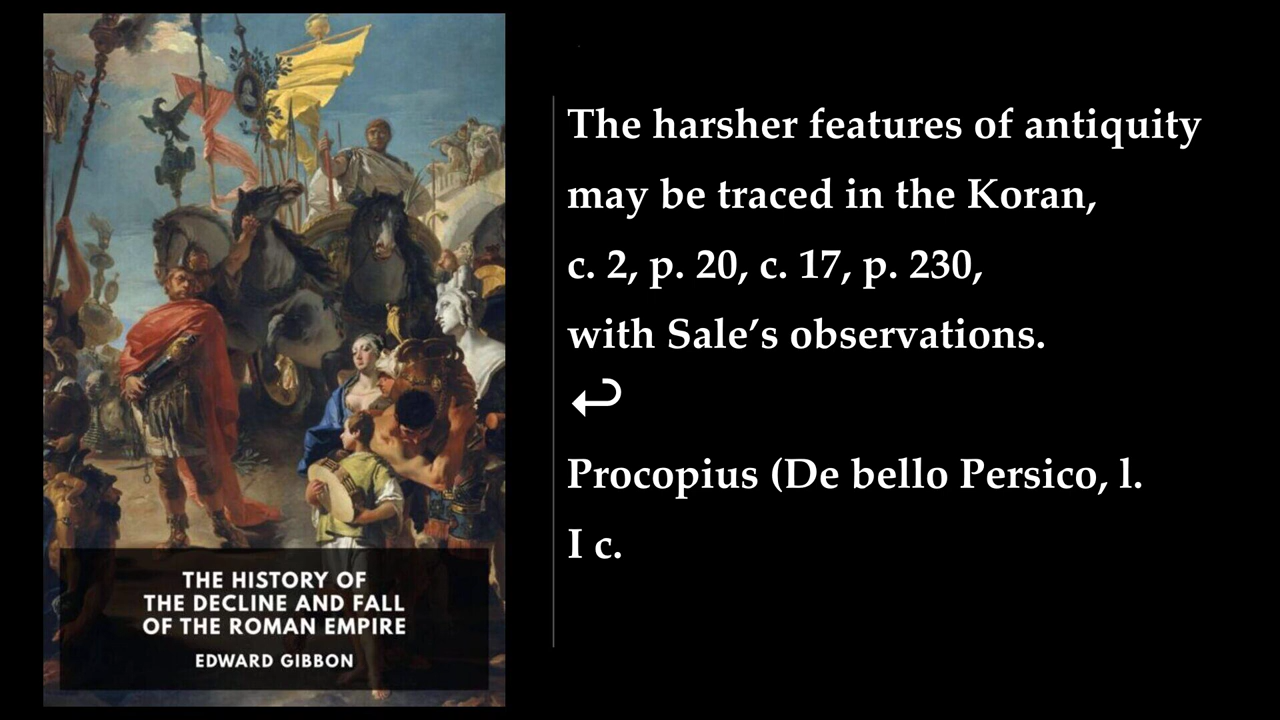 THE HISTORY OF
THE DECLINE AND FALL
OF THE ROMAN EMPIRE
EDWARD GIBBON
The harsher features of antiquity
may be traced in the Koran,
c. 2, p. 20, c. 17, p. 230,
with Sale’s observations.
↩
Procopius (De bello Persico, l.
I c.